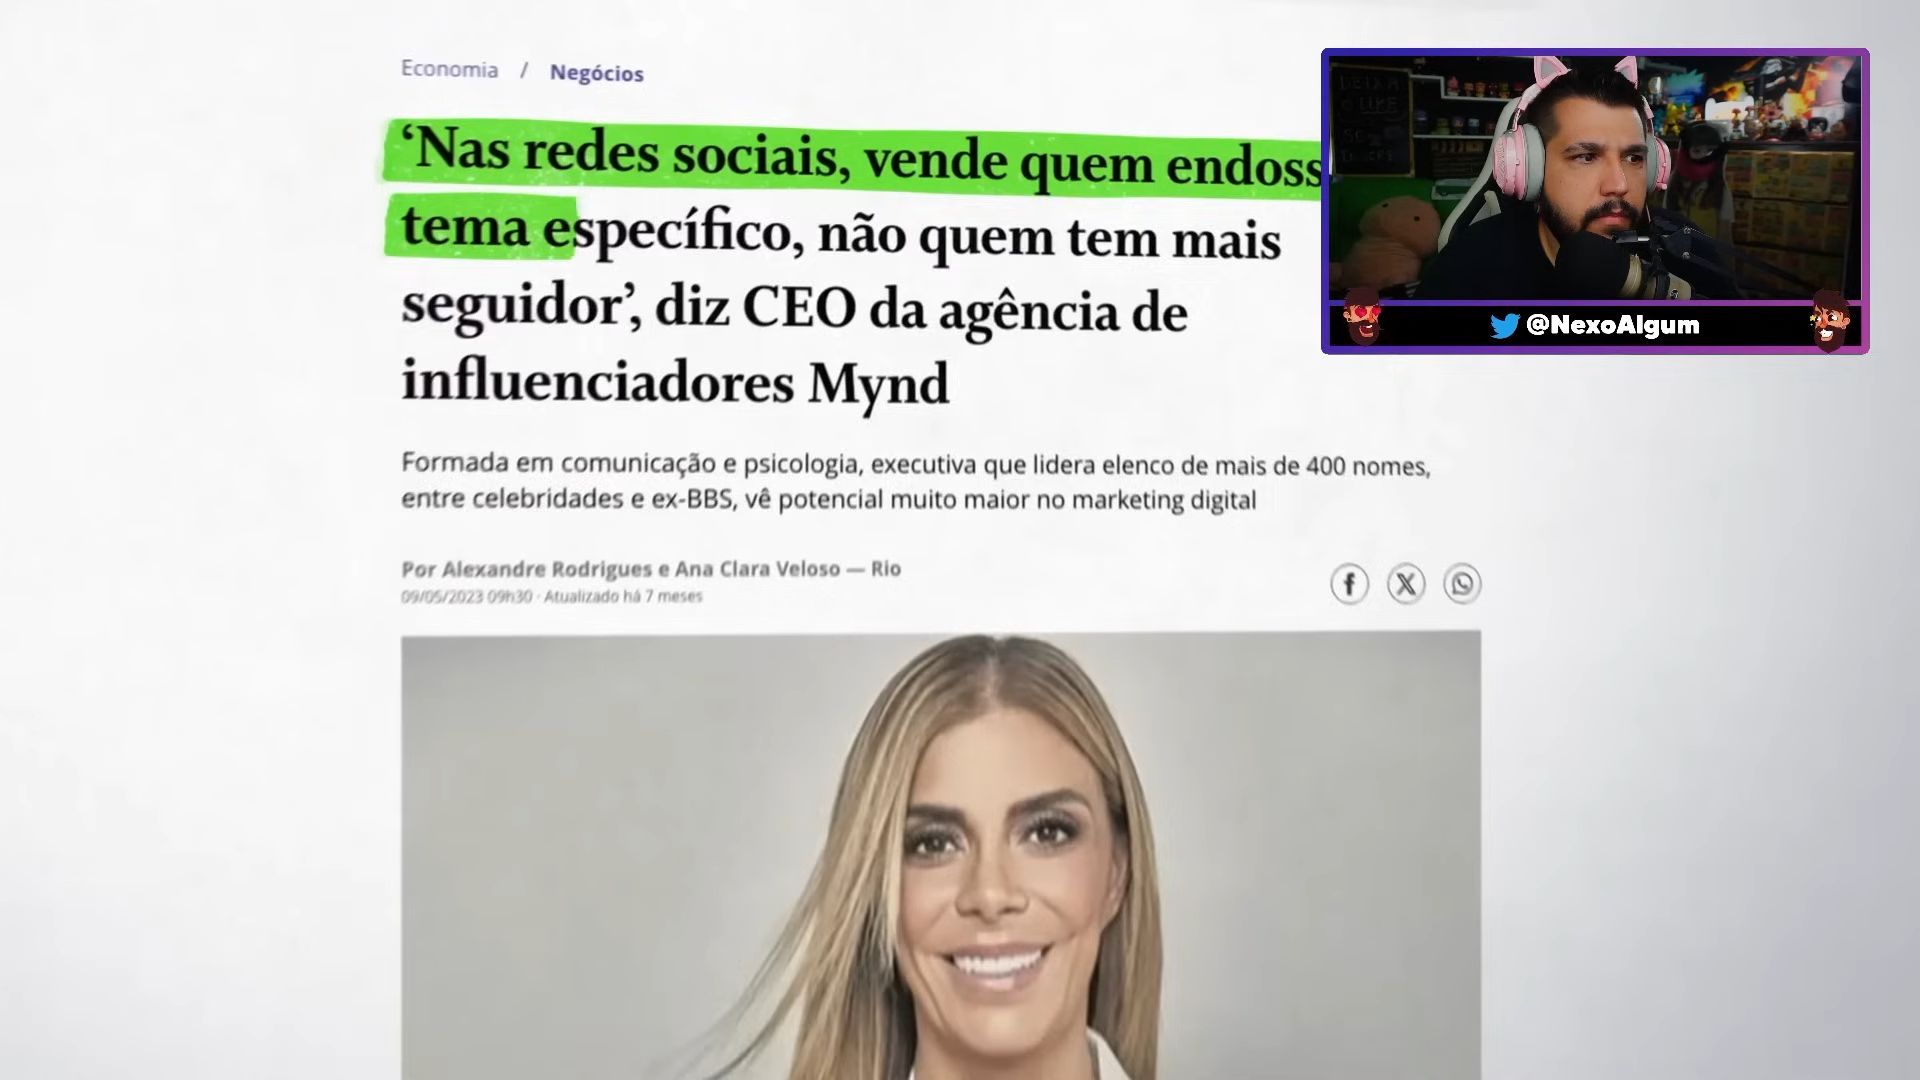 Economia / Negócios
‘Nas redes sociais, vende quem endoss
tema específico, não quem tem mais
seguidor’, diz CEO da agência de
influenciadores Mynd
Formada em comunicação e psicologia, executiva que lidera elenco de mais de 400 nomes,
entre celebridades e ex-BBS, vê potencial muito maior no marketing digital
Por Alexandre Rodrigues e Ana Clara Veloso — Rio
09/05/2023 09h30 · Atualizado há 7 meses
DEIXA
O LIKE
SE
@NexoAlgum